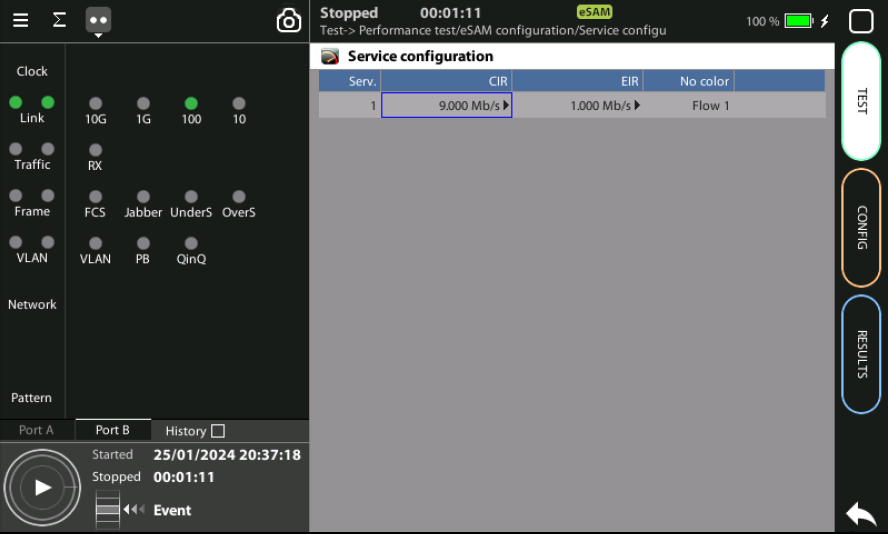 Σ
Clock
Link
10G 1G 100 10
Traffic
RX
Frame
FCS Jabber UnderS OverS
VLAN
VLAN PB QinQ
Network
Pattern
Port A Port B History
Started 25/01/2024 20:37:18
Stopped 00:01:11
Event
Stopped 00:01:11 eSAM 100 %
Test-> Performance test/eSAM configuration/Service configu
Service configuration
Serv. CIR EIR No color
1 9.000 Mb/s 1.000 Mb/s Flow 1
TEST
CONFIG
RESULTS